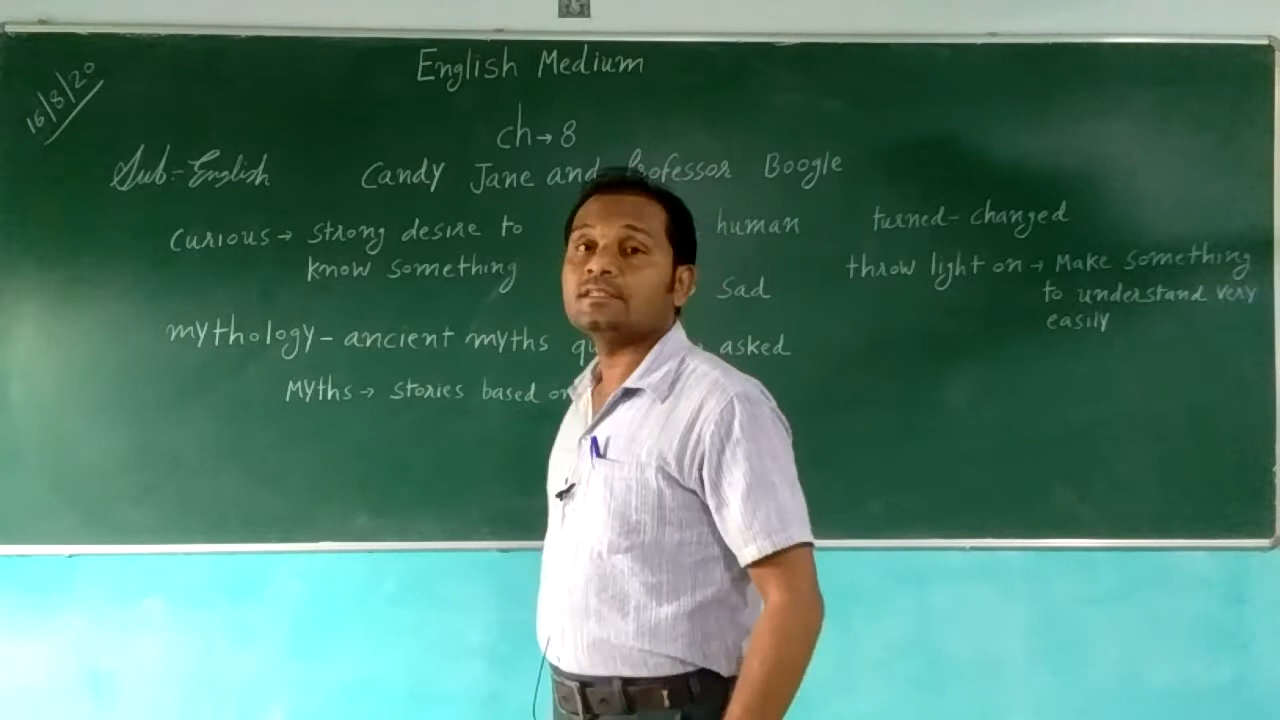 16/8/20
English Medium
ch→8
Sub:- English
Candy Jane and Professor Boogle
curious → strong desire to
know something
mythology - ancient myths
Myths → stories based on
human
sad
asked
turned - changed
throw light on → Make something
to understand very
easily